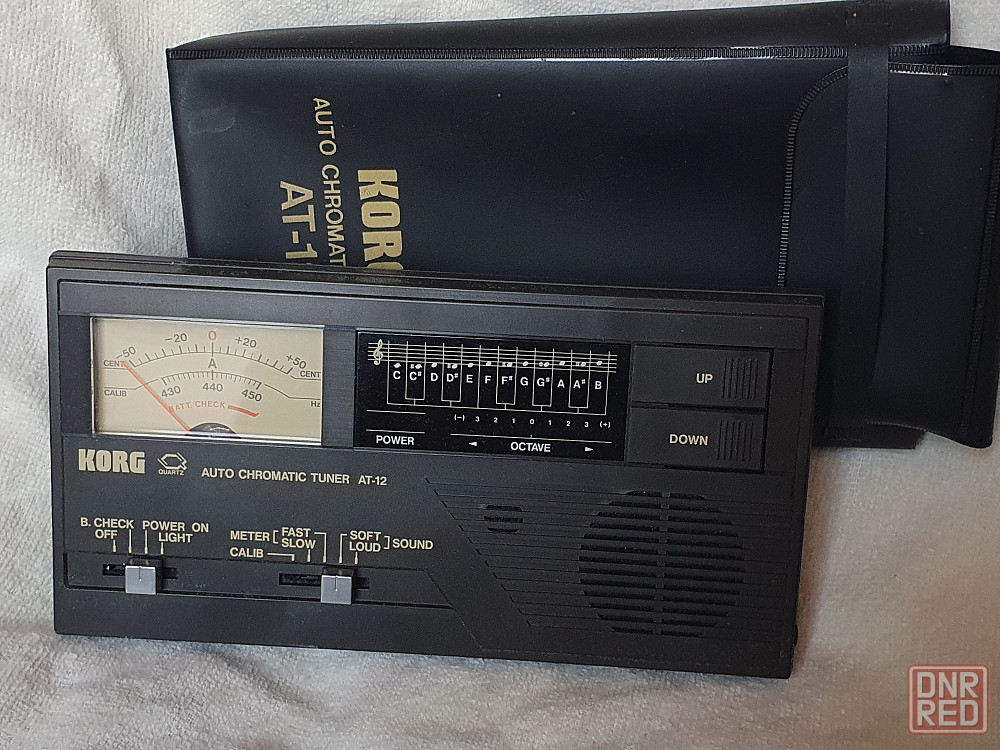 AUTO CHROMAT
KORG
AT-1
-50 -20 0 +20 +50
CENT A CENT
CALIB 430 440 450 Hz
BATT. CHECK
C C# D D# E F F# G G# A A# B
(-) 3 2 1 0 1 2 3 (+)
POWER ◄ OCTAVE ►
UP
DOWN
KORG QUARTZ AUTO CHROMATIC TUNER AT-12
B. CHECK POWER ON
OFF LIGHT
METER [ FAST SOFT ] SOUND
SLOW LOUD
CALIB
DNR
RED